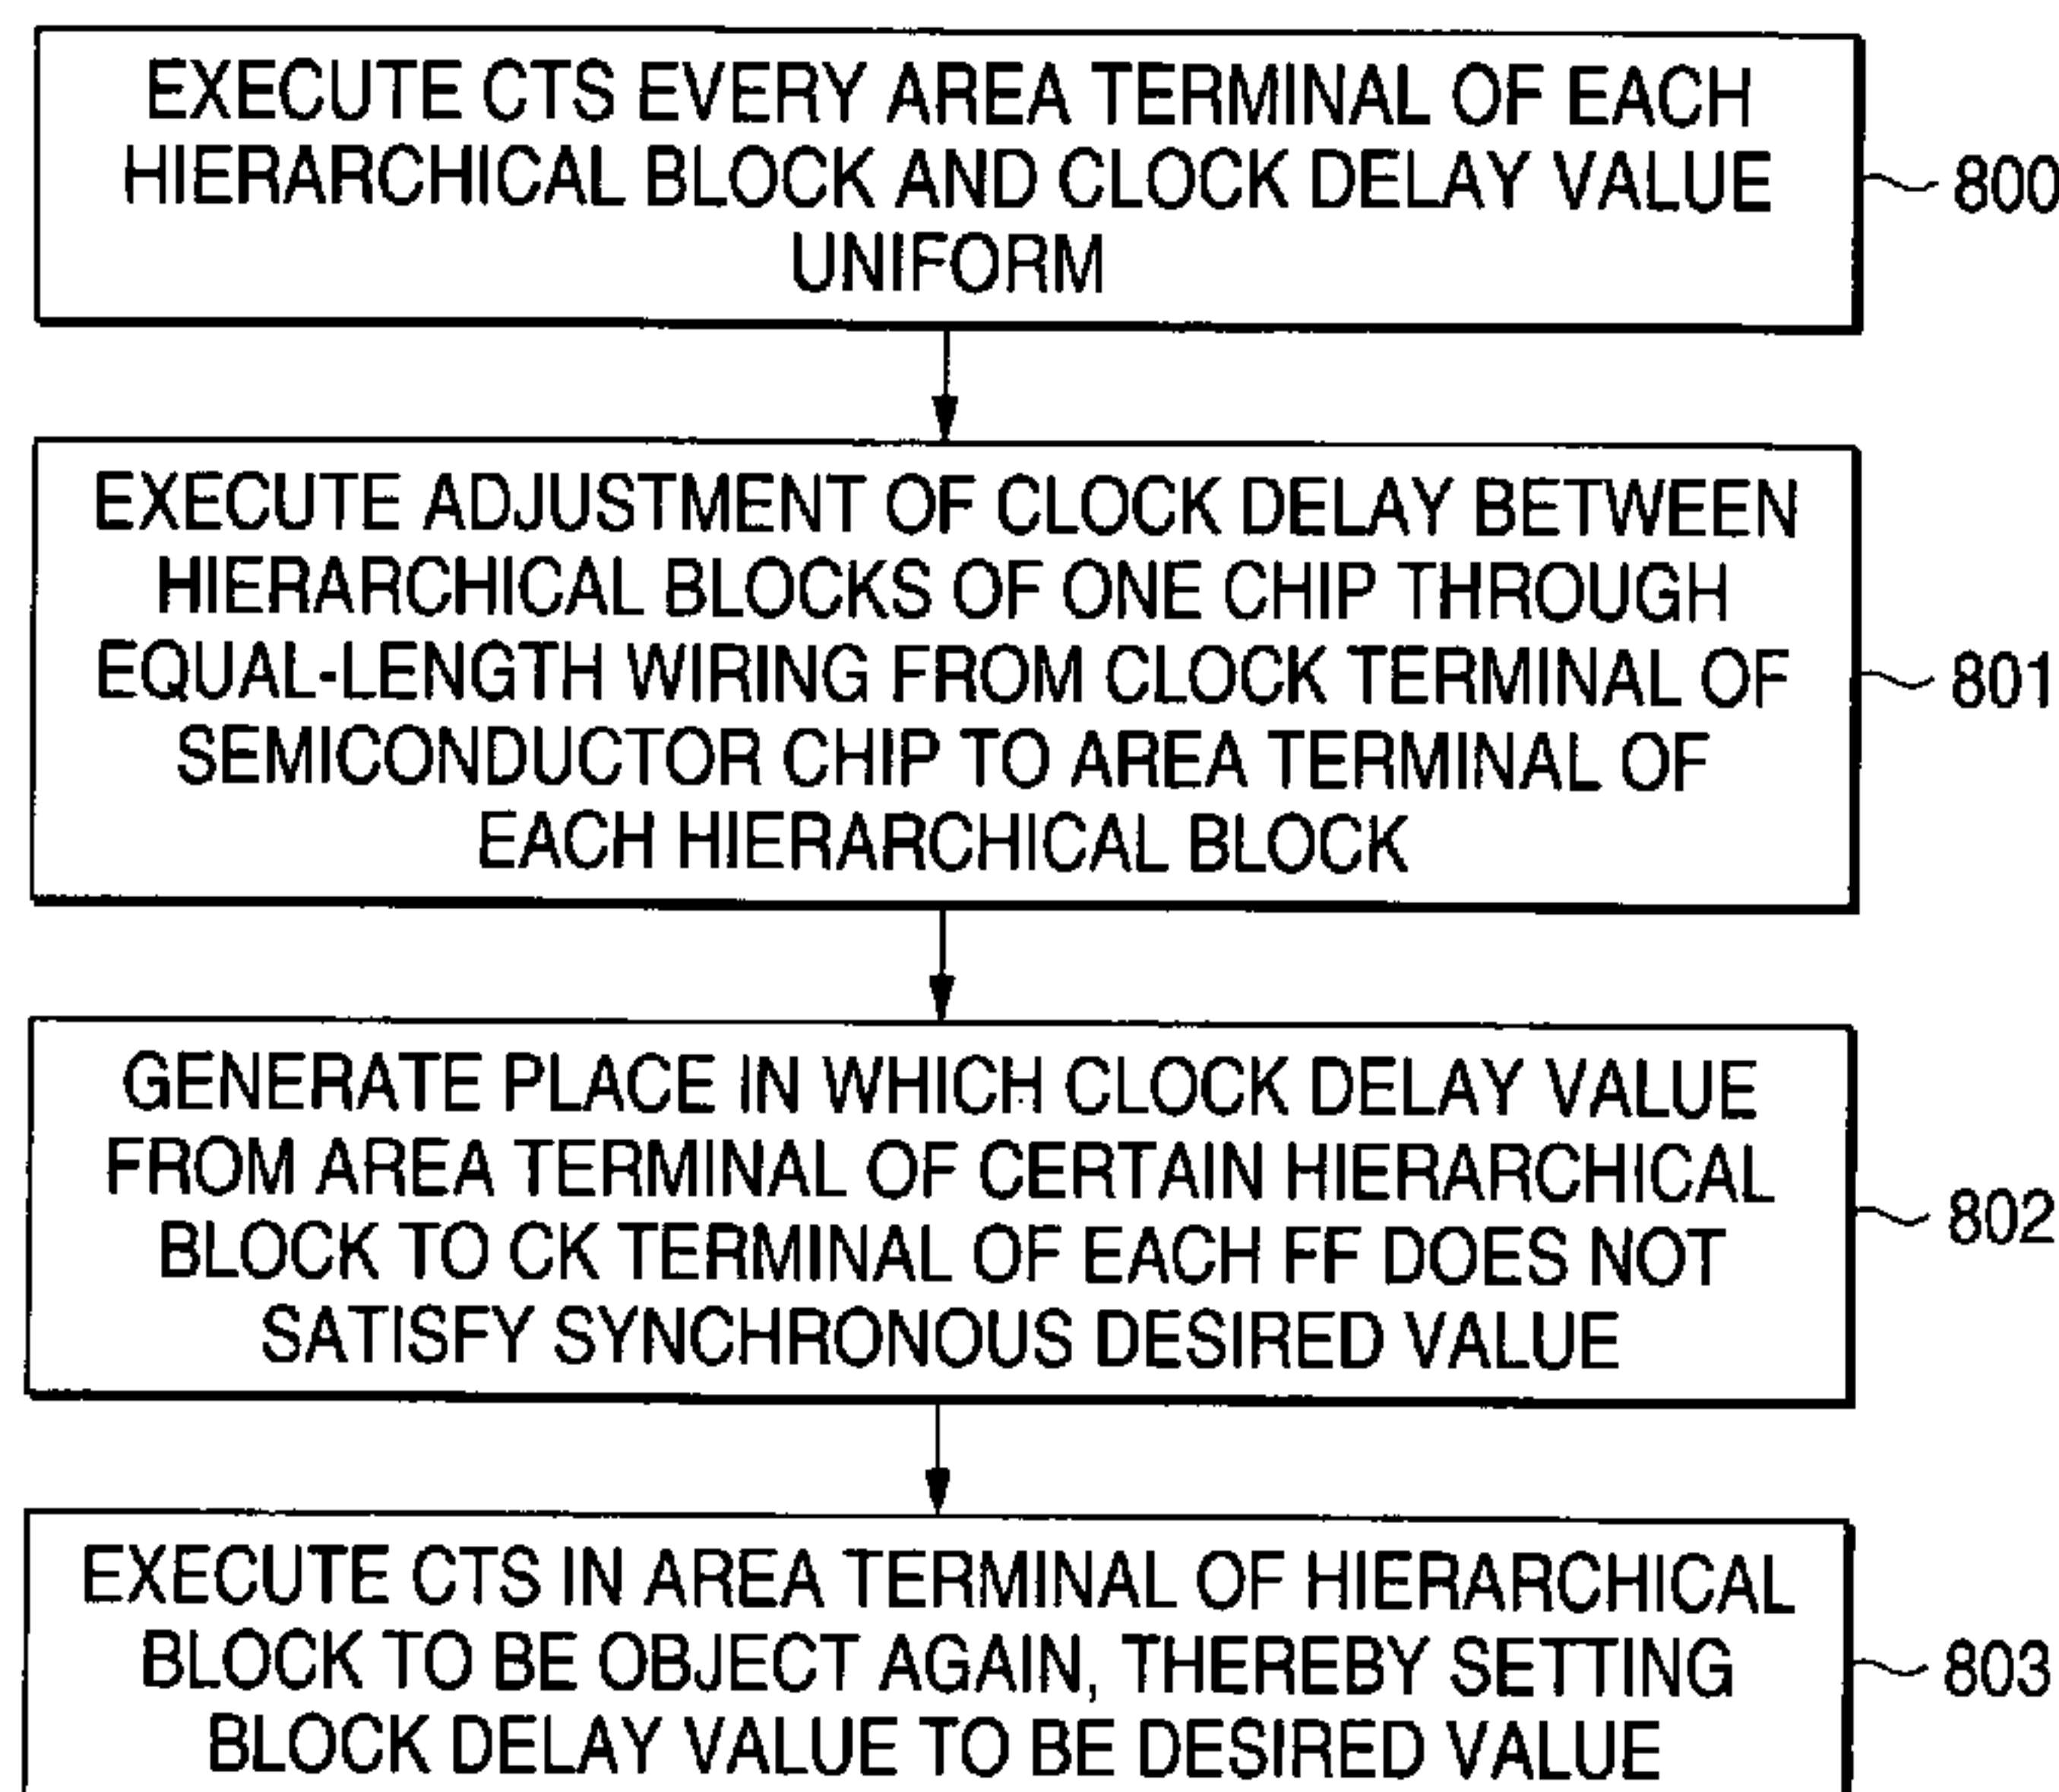 EXECUTE CTS EVERY AREA TERMINAL OF EACH
HIERARCHICAL BLOCK AND CLOCK DELAY VALUE
UNIFORM
800
EXECUTE ADJUSTMENT OF CLOCK DELAY BETWEEN
HIERARCHICAL BLOCKS OF ONE CHIP THROUGH
EQUAL-LENGTH WIRING FROM CLOCK TERMINAL OF
SEMICONDUCTOR CHIP TO AREA TERMINAL OF
EACH HIERARCHICAL BLOCK
801
GENERATE PLACE IN WHICH CLOCK DELAY VALUE
FROM AREA TERMINAL OF CERTAIN HIERARCHICAL
BLOCK TO CK TERMINAL OF EACH FF DOES NOT
SATISFY SYNCHRONOUS DESIRED VALUE
802
EXECUTE CTS IN AREA TERMINAL OF HIERARCHICAL
BLOCK TO BE OBJECT AGAIN, THEREBY SETTING
BLOCK DELAY VALUE TO BE DESIRED VALUE
803